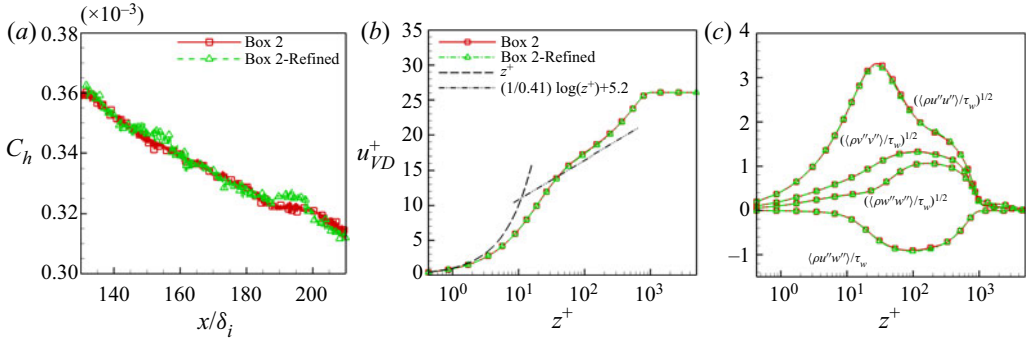 (a)
(×10⁻³)
0.38
0.36
0.34
0.32
0.30
C_h
140
160
180
200
x/δ_i
Box 2
Box 2-Refined
(b)
35
30
25
20
15
10
5
0
u⁺_VD
10⁰
10¹
10²
10³
z⁺
Box 2
Box 2-Refined
z⁺
(1/0.41) log(z⁺)+5.2
(c)
4
3
2
1
0
−1
10⁰
10¹
10²
10³
z⁺
(⟨ρu″u″⟩/τ_w)^1/2
(⟨ρv″v″⟩/τ_w)^1/2
(⟨ρw″w″⟩/τ_w)^1/2
⟨ρu″w″⟩/τ_w